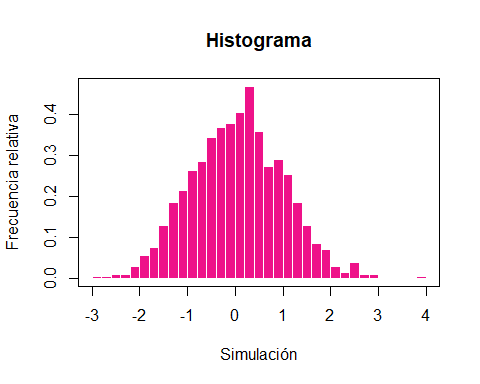 Histograma
Frecuencia relativa
0.4
0.3
0.2
0.1
0.0
-3 -2 -1 0 1 2 3 4
Simulación